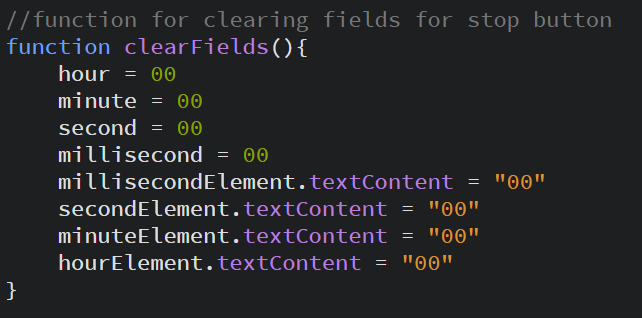 //function for clearing fields for stop button
function clearFields(){
    hour = 00
    minute = 00
    second = 00
    millisecond = 00
    millisecondElement.textContent = "00"
    secondElement.textContent = "00"
    minuteElement.textContent = "00"
    hourElement.textContent = "00"
}